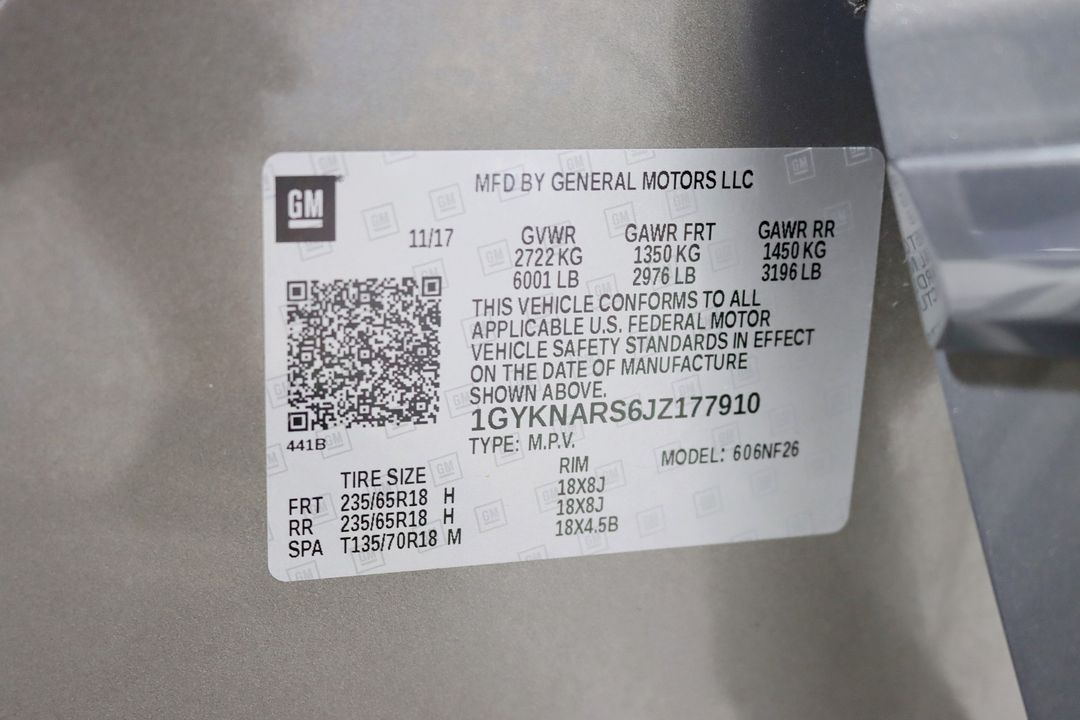 GM
MFD BY GENERAL MOTORS LLC
11/17
GVWR GAWR FRT GAWR RR
2722 KG 1350 KG 1450 KG
6001 LB 2976 LB 3196 LB
THIS VEHICLE CONFORMS TO ALL
APPLICABLE U.S. FEDERAL MOTOR
VEHICLE SAFETY STANDARDS IN EFFECT
ON THE DATE OF MANUFACTURE
SHOWN ABOVE.
1GYKNARS6JZ177910
441B
TYPE: M.P.V.
MODEL: 606NF26
TIRE SIZE RIM
FRT 235/65R18 H 18X8J
RR 235/65R18 H 18X8J
SPA T135/70R18 M 18X4.5B